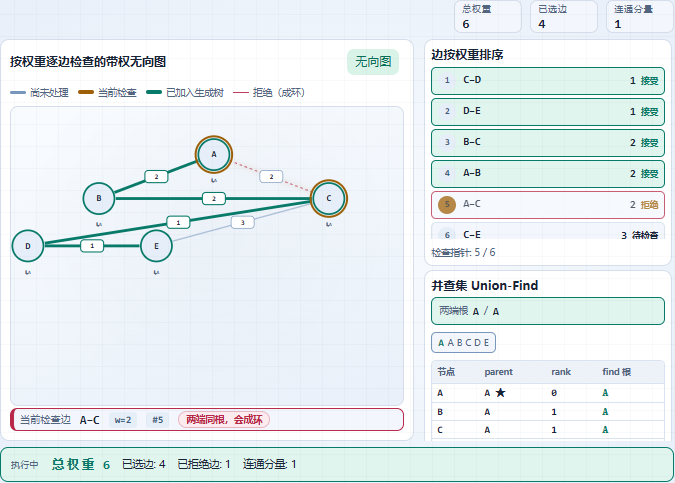 总权重
6
已选边
4
连通分量
1
按权重逐边检查的带权无向图
无向图
尚未处理 当前检查 已加入生成树 拒绝（成环）
A
2
2
B
2
C
1
3
D
1
E
当前检查边 A-C w=2 #5 两端同根，会成环
边按权重排序
1 C-D 1 接受
2 D-E 1 接受
3 B-C 2 接受
4 A-B 2 接受
5 A-C 2 拒绝
6 C-E 3 待检查
检查指针: 5 / 6
并查集 Union-Find
两端根 A / A
A A B C D E
节点 parent rank find 根
A A ★ 0 A
B A 1 A
C A 1 A
执行中 总权重 6 已选边: 4 已拒绝边: 1 连通分量: 1